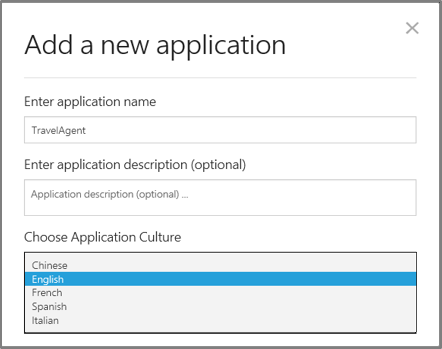 Add a new application
Enter application name
TravelAgent
Enter application description (optional)
Application description (optional) ...
Choose Application Culture
Chinese
English
French
Spanish
Italian